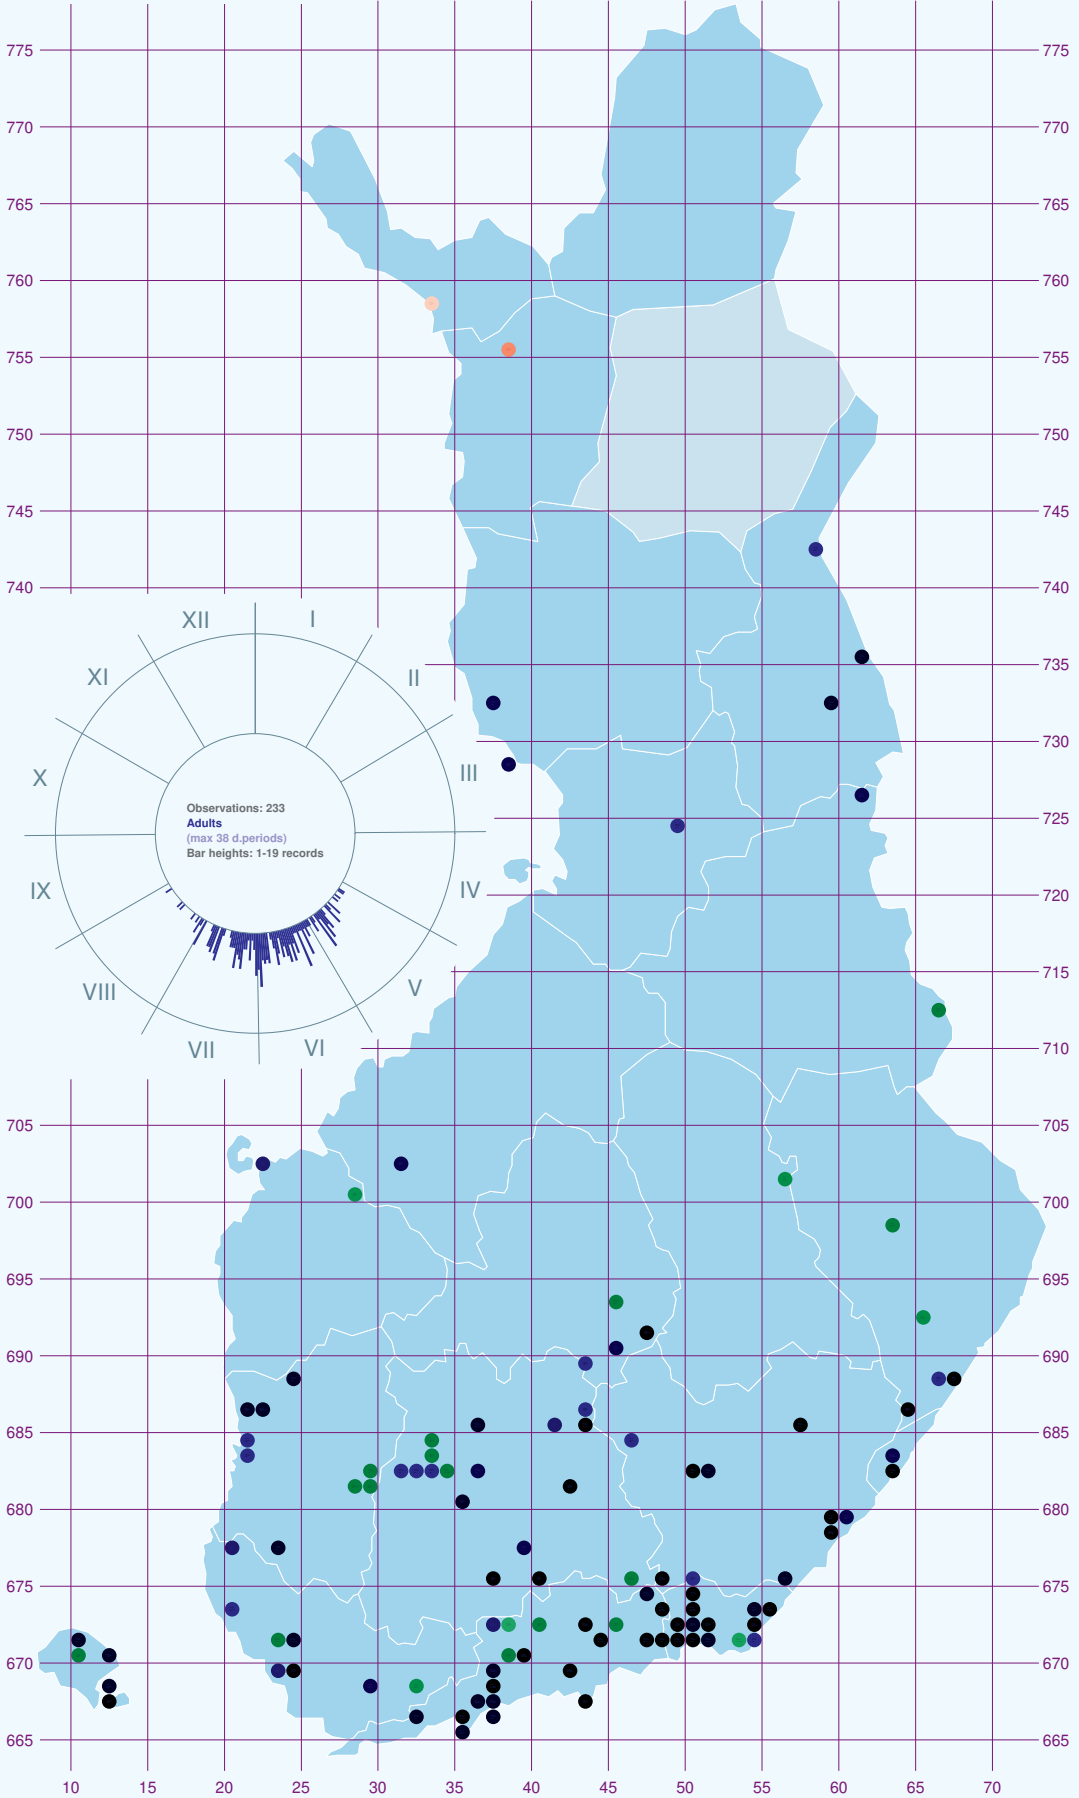 775 775
770 770
765 765
760 760
755 755
750 750
745 745
740 740
XII I
XI II
735 735
730 730
X III
Observations: 233
Adults
(max 38 d.periods)
Bar heights: 1-19 records
725 725
IX IV
720 720
715 715
VIII V
VII VI
710 710
705 705
700 700
695 695
690 690
685 685
680 680
675 675
670 670
665 665
10 15 20 25 30 35 40 45 50 55 60 65 70